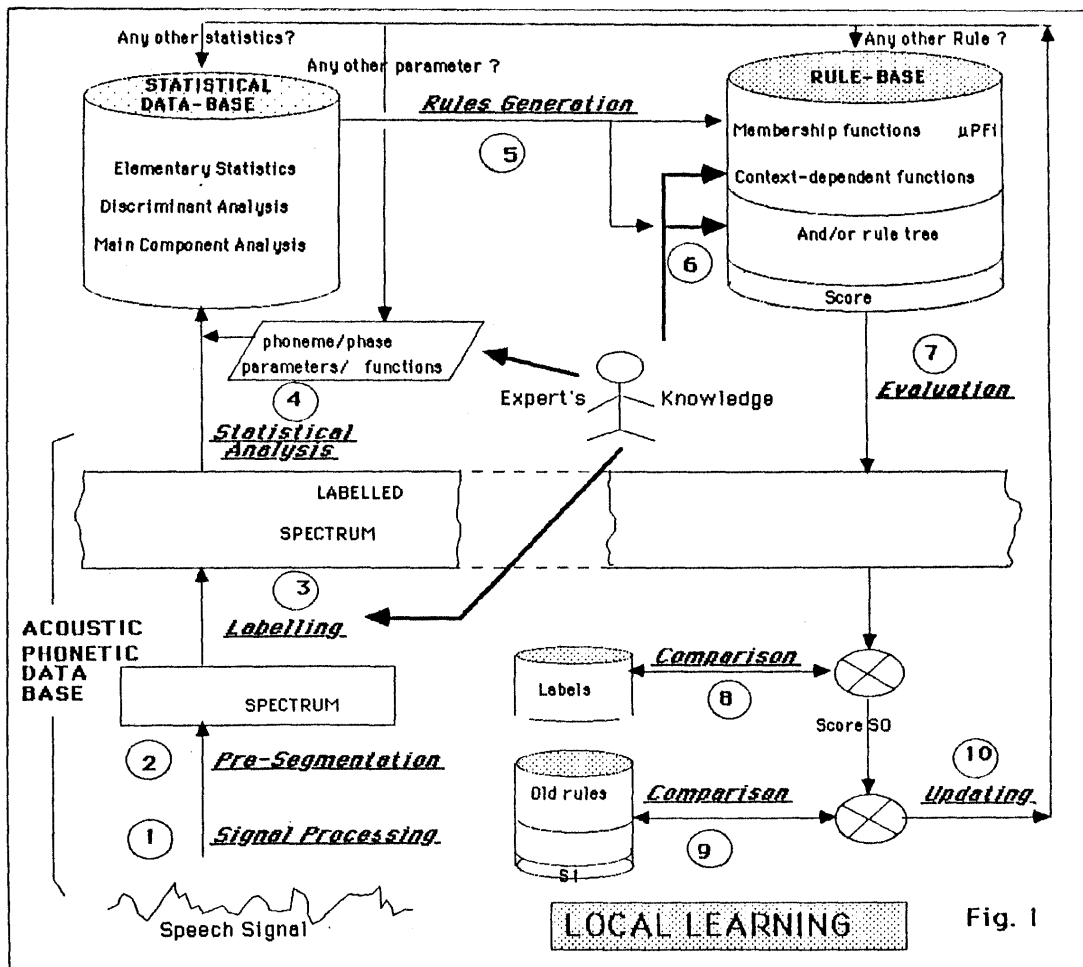 Any other statistics?
Any other Rule ?
Any other parameter ?
STATISTICAL
DATA-BASE
RULE-BASE
Rules Generation
5
Membership functions µPFi
Elementary Statistics
Context-dependent functions
Discriminant Analysis
And/or rule tree
Main Component Analysis
6
Score
phoneme/phase
parameters/ functions
7
Evaluation
4
Expert's Knowledge
Statistical
Analysis
LABELLED
SPECTRUM
3
Labelling
ACOUSTIC
PHONETIC
DATA
BASE
Comparison
Labels
8
SPECTRUM
Score S0
2
Pre-Segmentation
10
Updating
Old rules
Comparison
1
Signal Processing
9
S1
Speech Signal
LOCAL LEARNING
Fig. 1